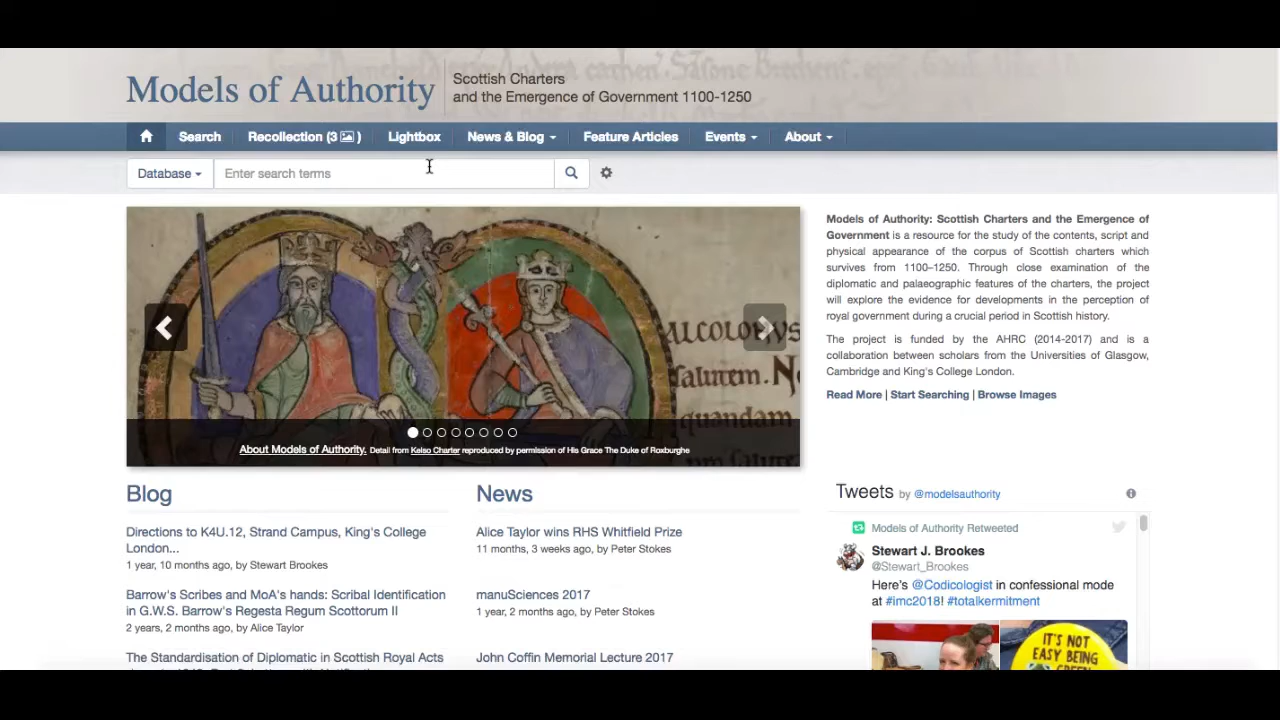 Models of Authority
Scottish Charters
and the Emergence of Government 1100-1250
Search
Recollection (3 )
Lightbox
News & Blog
Feature Articles
Events
About
Database
Enter search terms
ALCOLOMVS
salutem. N
quandam
About Models of Authority. Detail from Kelso Charter reproduced by permission of His Grace The Duke of Roxburghe
Models of Authority: Scottish Charters and the Emergence of
Government is a resource for the study of the contents, script and
physical appearance of the corpus of Scottish charters which
survives from 1100–1250. Through close examination of the
diplomatic and palaeographic features of the charters, the project
will explore the evidence for developments in the perception of
royal government during a crucial period in Scottish history.
The project is funded by the AHRC (2014-2017) and is a
collaboration between scholars from the Universities of Glasgow,
Cambridge and King's College London.
Read More | Start Searching | Browse Images
Blog
Directions to K4U.12, Strand Campus, King's College
London...
1 year, 10 months ago, by Stewart Brookes
Barrow's Scribes and MoA's hands: Scribal Identification
in G.W.S. Barrow's Regesta Regum Scottorum II
2 years, 2 months ago, by Alice Taylor
The Standardisation of Diplomatic in Scottish Royal Acts
News
Alice Taylor wins RHS Whitfield Prize
11 months, 3 weeks ago, by Peter Stokes
manuSciences 2017
1 year, 2 months ago, by Peter Stokes
John Coffin Memorial Lecture 2017
Tweets by @modelsauthority
Models of Authority Retweeted
Stewart J. Brookes
@Stewart_Brookes
Here's @Codicologist in confessional mode
at #imc2018! #totalkermitment
IT'S NOT
EASY BEING
GREEN